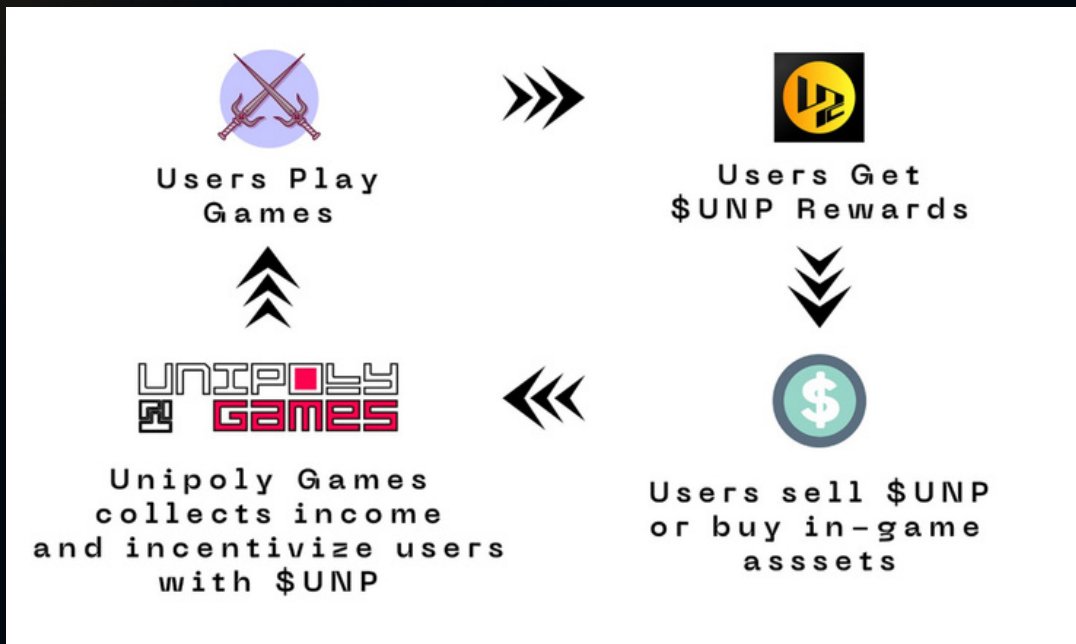 Users Play
Games
Users Get
$UNP Rewards
$
Users sell $UNP
or buy in-game
asssets
UNIPOLY
GAMES
Unipoly Games
collects income
and incentivize users
with $UNP